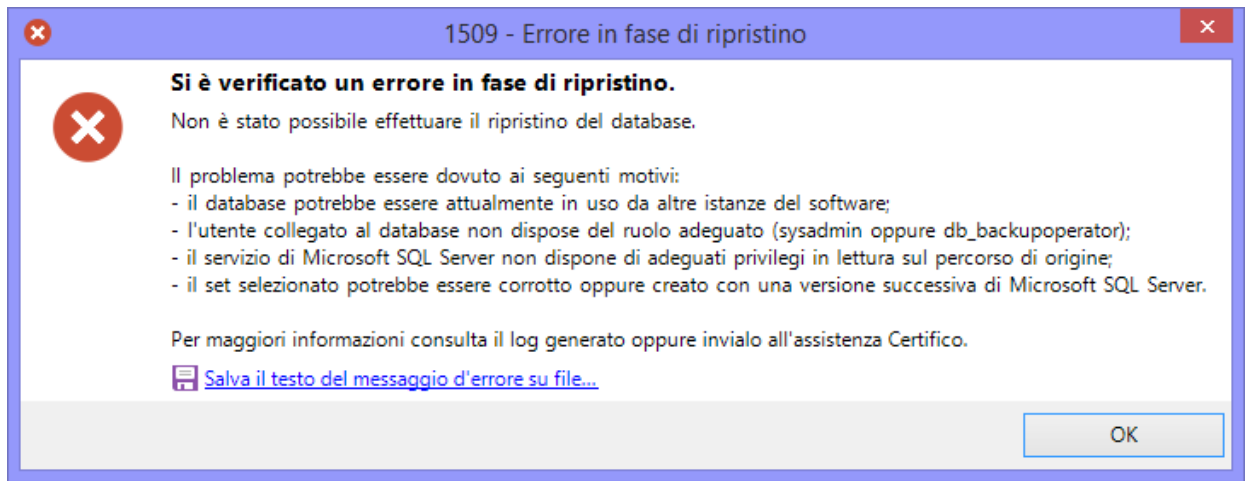 1509 - Errore in fase di ripristino
Si è verificato un errore in fase di ripristino.
Non è stato possibile effettuare il ripristino del database.
Il problema potrebbe essere dovuto ai seguenti motivi:
- il database potrebbe essere attualmente in uso da altre istanze del software;
- l'utente collegato al database non dispose del ruolo adeguato (sysadmin oppure db_backupoperator);
- il servizio di Microsoft SQL Server non dispone di adeguati privilegi in lettura sul percorso di origine;
- il set selezionato potrebbe essere corrotto oppure creato con una versione successiva di Microsoft SQL Server.
Per maggiori informazioni consulta il log generato oppure invialo all'assistenza Certifico.
Salva il testo del messaggio d'errore su file...
OK